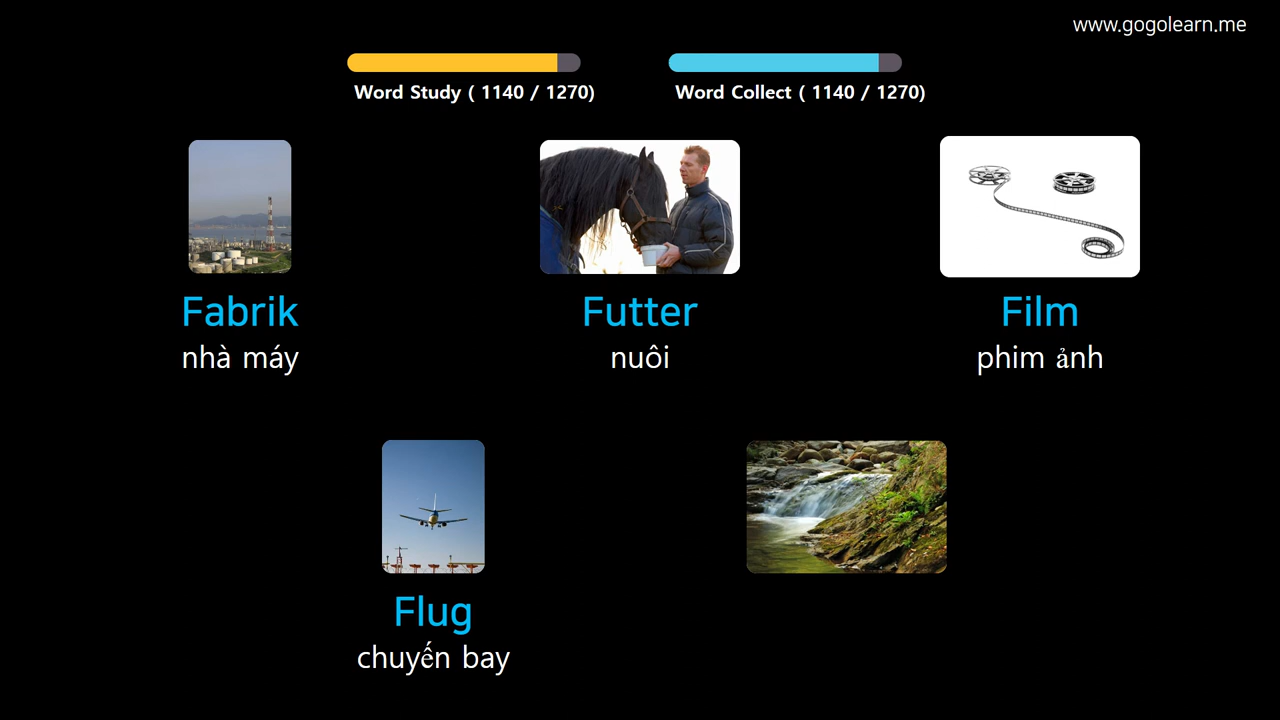 www.gogolearn.me
Word Study ( 1140 / 1270)
Word Collect ( 1140 / 1270)
Fabrik
nhà máy
Futter
nuôi
Film
phim ảnh
Flug
chuyến bay